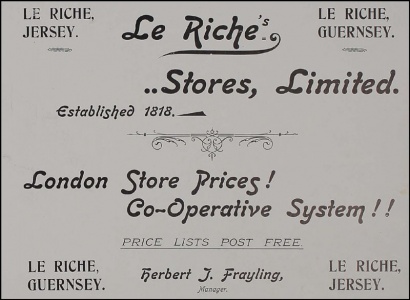 LE RICHE,
JERSEY.
Le Riche's
LE RICHE,
GUERNSEY.
..Stores, Limited.
Established 1818.
London Store Prices!
Co-Operative System!!
PRICE LISTS POST FREE.
LE RICHE,
GUERNSEY.
Herbert J. Frayling,
Manager.
LE RICHE,
JERSEY.